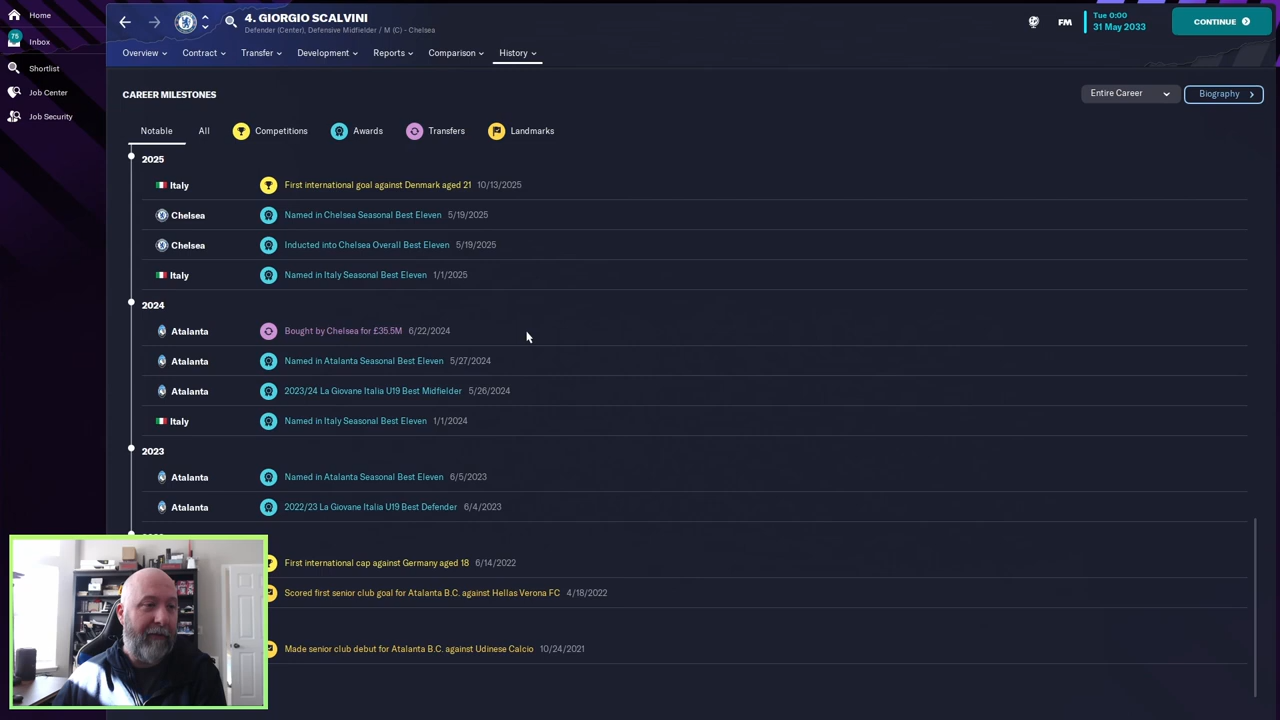 Home
75
Inbox
Shortlist
Job Center
Job Security
4. GIORGIO SCALVINI
Defender (Center), Defensive Midfielder / M (C) - Chelsea
FM
Tue 0:00
31 May 2033
CONTINUE
Overview
Contract
Transfer
Development
Reports
Comparison
History
CAREER MILESTONES
Entire Career
Biography
Notable
All
Competitions
Awards
Transfers
Landmarks
2025
Italy First international goal against Denmark aged 21 10/13/2025
Chelsea Named in Chelsea Seasonal Best Eleven 5/19/2025
Chelsea Inducted into Chelsea Overall Best Eleven 5/19/2025
Italy Named in Italy Seasonal Best Eleven 1/1/2025
2024
Atalanta Bought by Chelsea for £35.5M 6/22/2024
Atalanta Named in Atalanta Seasonal Best Eleven 5/27/2024
Atalanta 2023/24 La Giovane Italia U19 Best Midfielder 5/26/2024
Italy Named in Italy Seasonal Best Eleven 1/1/2024
2023
Atalanta Named in Atalanta Seasonal Best Eleven 6/5/2023
Atalanta 2022/23 La Giovane Italia U19 Best Defender 6/4/2023
First international cap against Germany aged 18 6/14/2022
Scored first senior club goal for Atalanta B.C. against Hellas Verona FC 4/18/2022
Made senior club debut for Atalanta B.C. against Udinese Calcio 10/24/2021